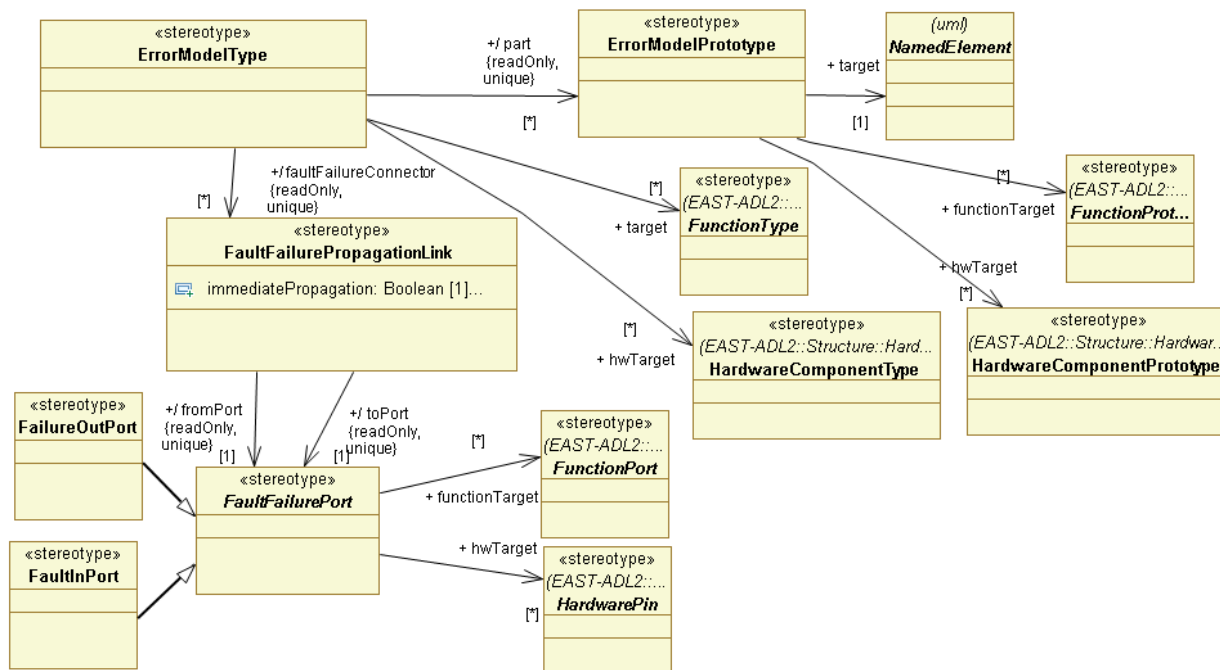 «stereotype»
ErrorModelType
+/ part
{readOnly,
unique}
[*]
«stereotype»
ErrorModelPrototype
+ target
[1]
(uml)
NamedElement
+/ faultFailureConnector
{readOnly,
unique}
[*]
[*]
+ target
«stereotype»
(EAST-ADL2::...
FunctionType
[*]
+ functionTarget
«stereotype»
(EAST-ADL2::...
FunctionProt...
«stereotype»
FaultFailurePropagationLink
immediatePropagation: Boolean [1]...
[*]
+ hwTarget
+ hwTarget
[*]
«stereotype»
(EAST-ADL2::Structure::Hard...
HardwareComponentType
«stereotype»
(EAST-ADL2::Structure::Hardwar...
HardwareComponentPrototype
«stereotype»
FailureOutPort
+/ fromPort
{readOnly,
unique}
[1]
+/ toPort
{readOnly,
unique}
[1]
«stereotype»
FaultFailurePort
[*]
+ functionTarget
«stereotype»
(EAST-ADL2::...
FunctionPort
«stereotype»
FaultInPort
+ hwTarget
[*]
«stereotype»
(EAST-ADL2::...
HardwarePin